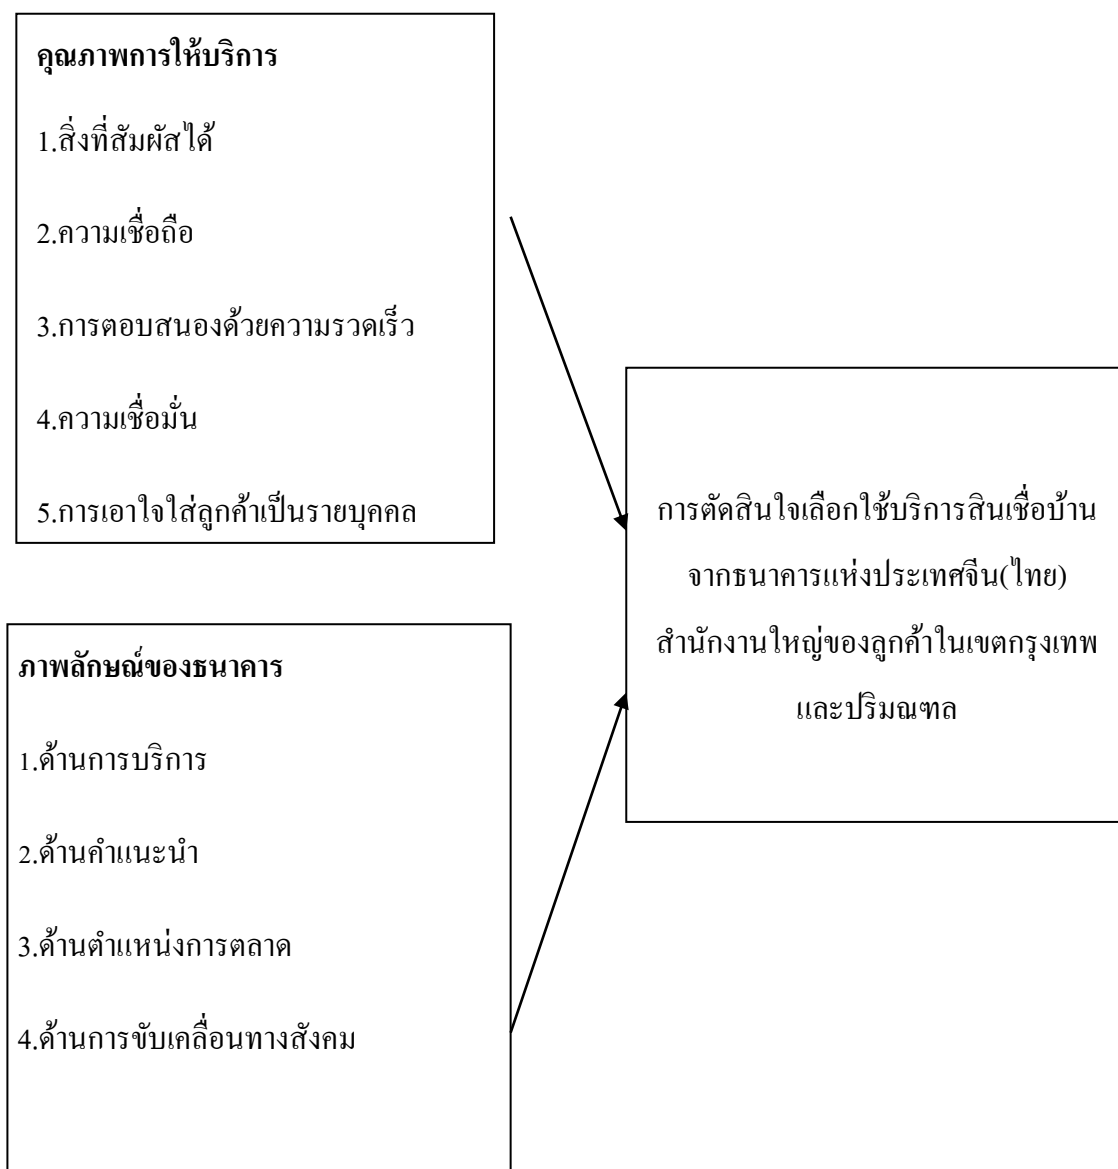 คุณภาพการให้บริการ
1.สิ่งที่สัมผัสได้
2.ความเชื่อถือ
3.การตอบสนองด้วยความรวดเร็ว
4.ความเชื่อมั่น
5.การเอาใจใส่ลูกค้าเป็นรายบุคคล
ภาพลักษณ์ของธนาคาร
1.ด้านการบริการ
2.ด้านคำแนะนำ
3.ด้านตำแหน่งการตลาด
4.ด้านการขับเคลื่อนทางสังคม
การตัดสินใจเลือกใช้บริการสินเชื่อบ้าน
จากธนาคารแห่งประเทศจีน(ไทย)
สำนักงานใหญ่ของลูกค้าในเขตกรุงเทพ
และปริมณฑล